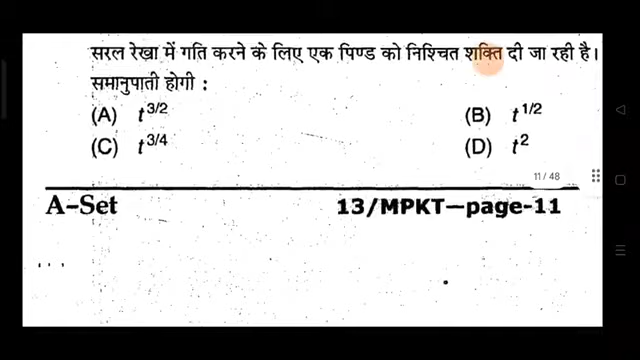 सरल रेखा में गति करने के लिए एक पिण्ड को निश्चित शक्ति दी जा रही है।
समानुपाती होगी :
(A) t^3/2
(B) t^1/2
(C) t^3/4
(D) t^2
11 / 48
A–Set
13/MPKT—page-11